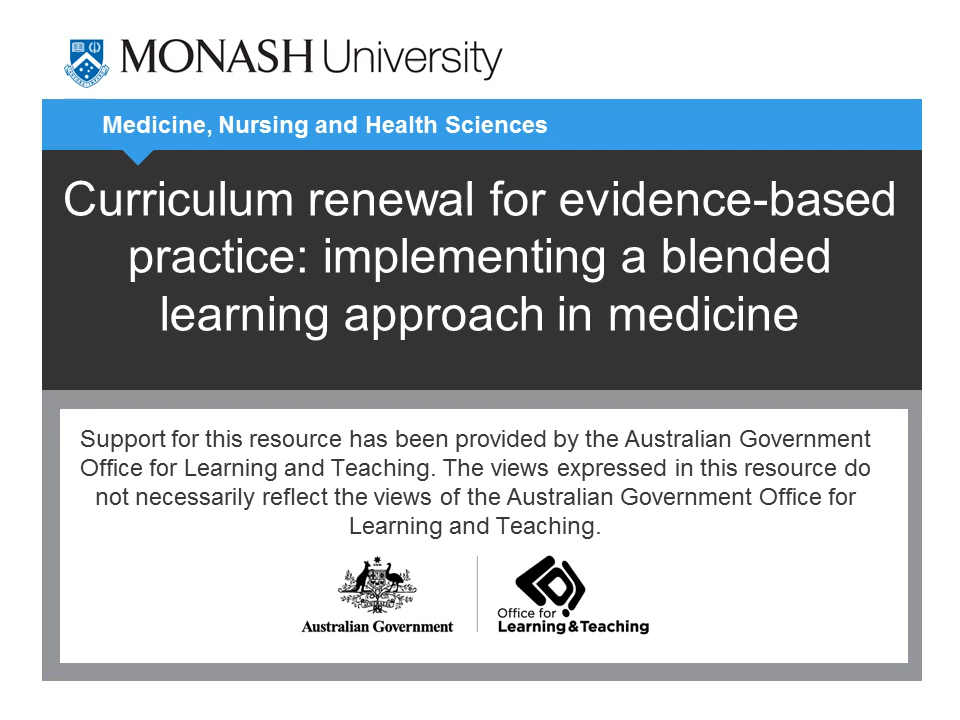 MONASH University
Medicine, Nursing and Health Sciences
Curriculum renewal for evidence-based
practice: implementing a blended
learning approach in medicine
Support for this resource has been provided by the Australian Government
Office for Learning and Teaching. The views expressed in this resource do
not necessarily reflect the views of the Australian Government Office for
Learning and Teaching.
Australian Government
Office for
Learning & Teaching